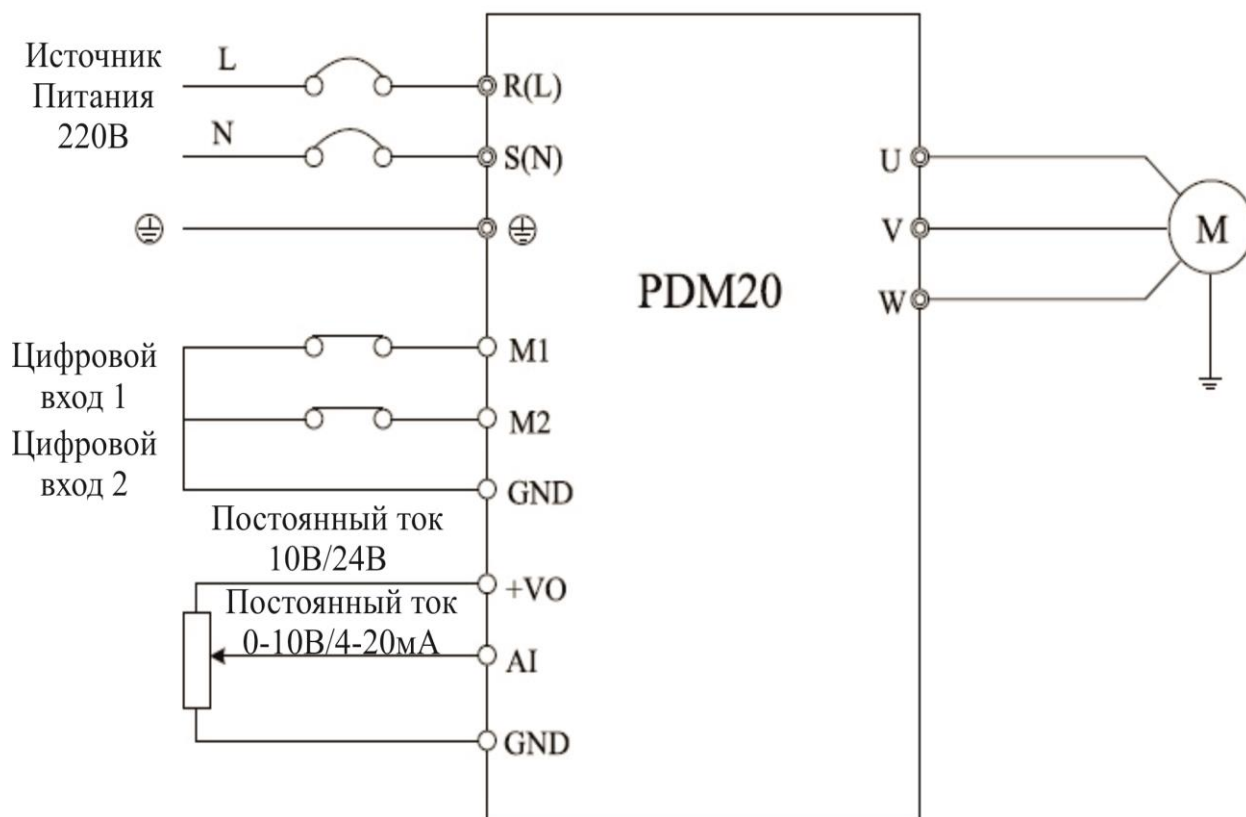 Источник
Питания
220В
L
N
R(L)
S(N)
U
V
W
M
PDM20
Цифровой
вход 1
Цифровой
вход 2
M1
M2
GND
Постоянный ток
10В/24В
+VO
Постоянный ток
0-10В/4-20мА
AI
GND